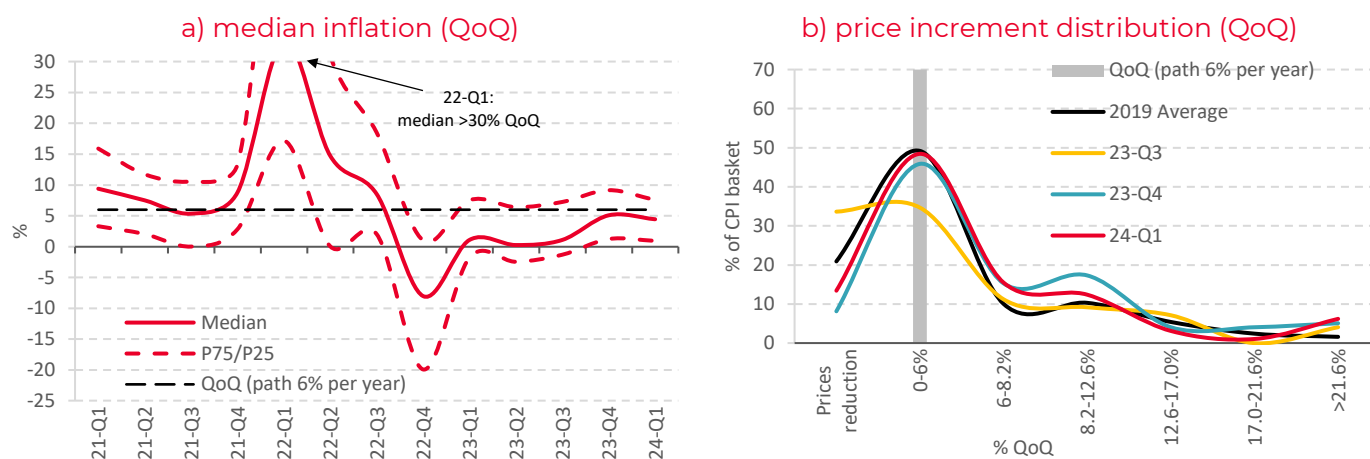 a) median inflation (QoQ)
30
25
20
15
10
5
0
-5
-10
-15
-20
-25
%
22-Q1:
median >30% QoQ
Median
P75/P25
QoQ (path 6% per year)
21-Q1
21-Q2
21-Q3
21-Q4
22-Q1
22-Q2
22-Q3
22-Q4
23-Q1
23-Q2
23-Q3
23-Q4
24-Q1
b) price increment distribution (QoQ)
70
60
50
40
30
20
10
0
% of CPI basket
QoQ (path 6% per year)
2019 Average
23-Q3
23-Q4
24-Q1
Prices
reduction
0-6%
6-8.2%
8.2-12.6%
12.6-17.0%
17.0-21.6%
>21.6%
% QoQ